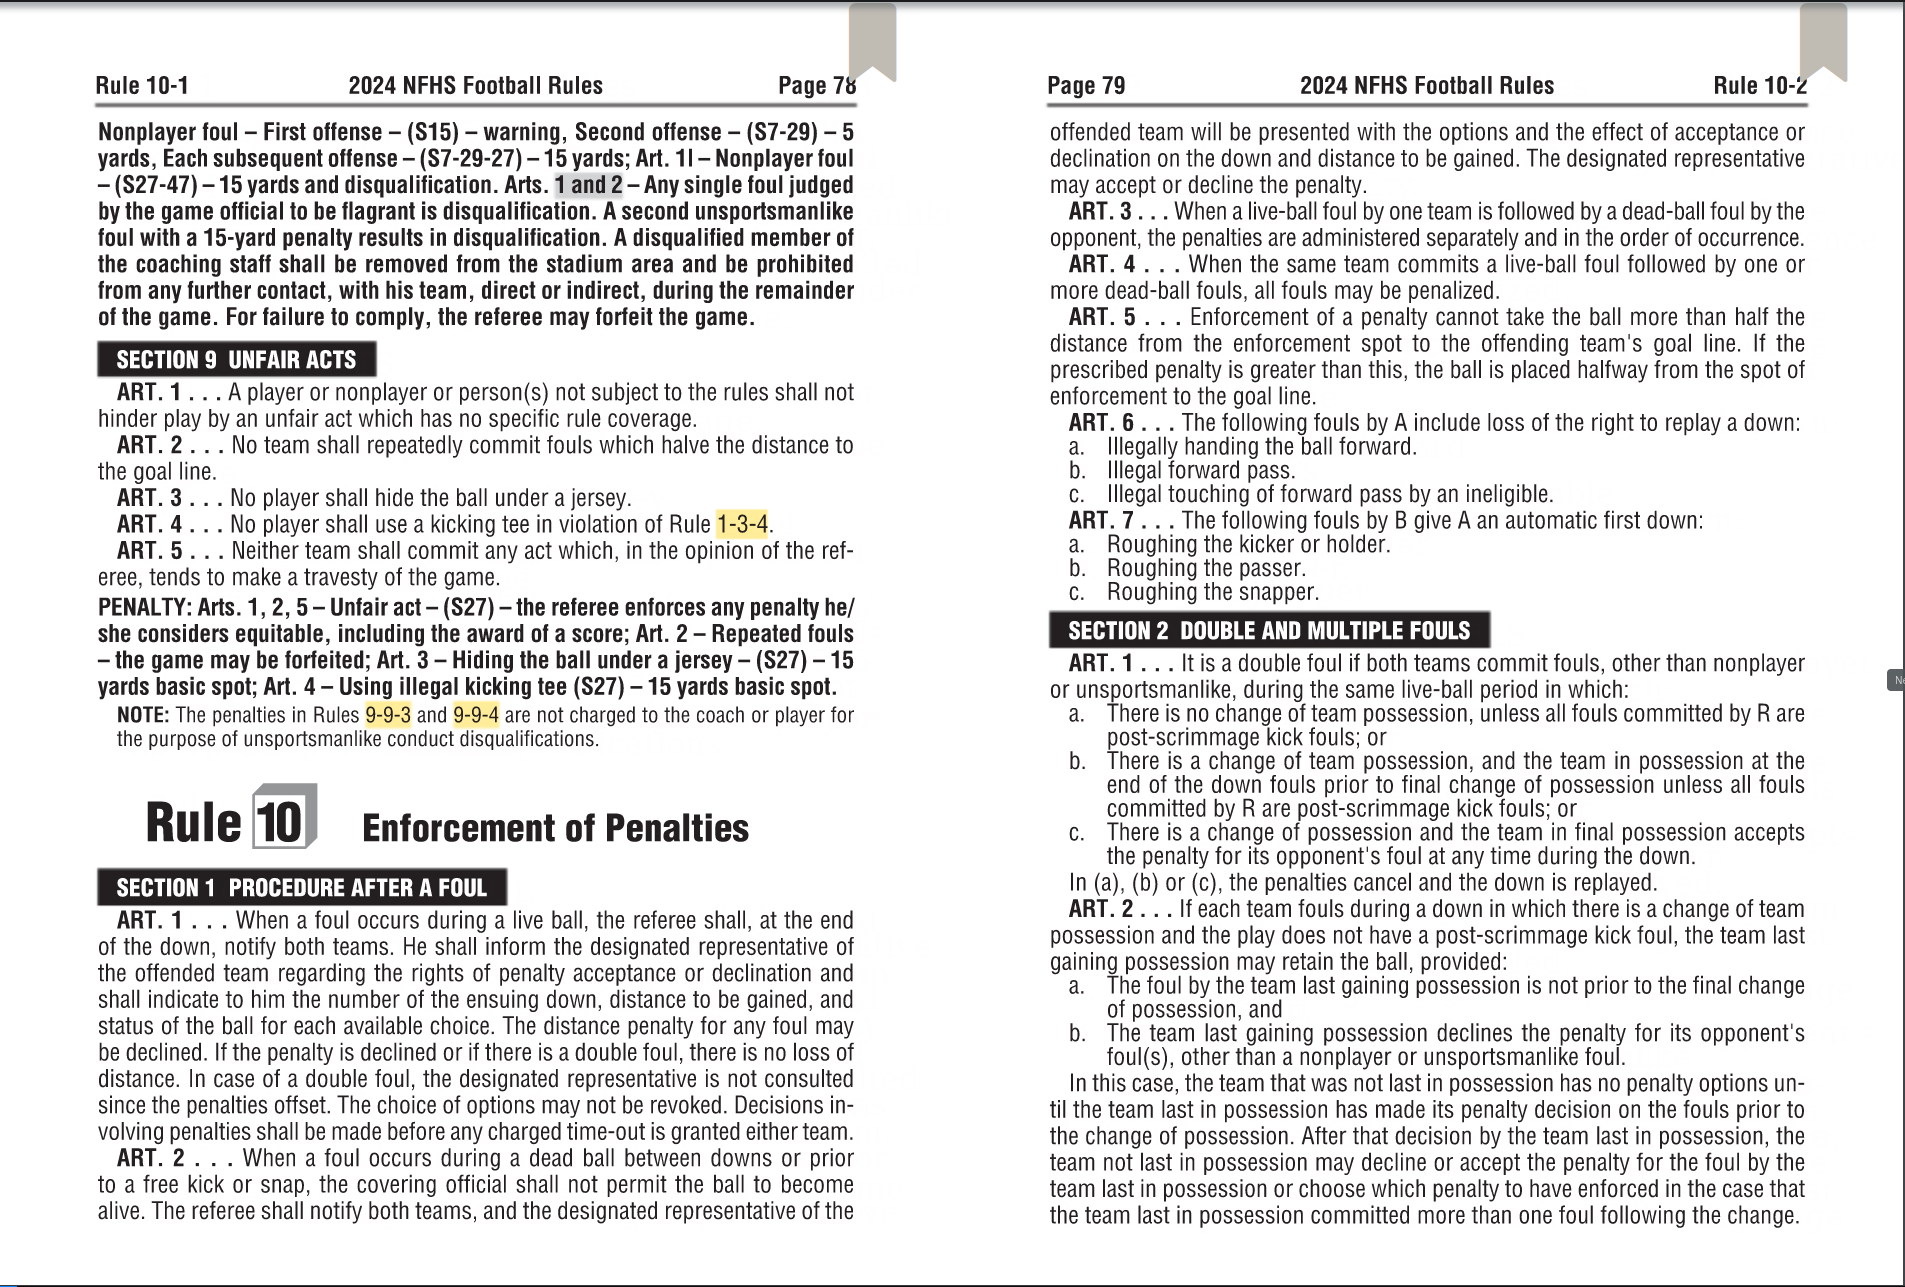 Rule 10-1 2024 NFHS Football Rules Page 78
Nonplayer foul – First offense – (S15) – warning, Second offense – (S7-29) – 5
yards, Each subsequent offense – (S7-29-27) – 15 yards; Art. 1l – Nonplayer foul
– (S27-47) – 15 yards and disqualification. Arts. 1 and 2 – Any single foul judged
by the game official to be flagrant is disqualification. A second unsportsmanlike
foul with a 15-yard penalty results in disqualification. A disqualified member of
the coaching staff shall be removed from the stadium area and be prohibited
from any further contact, with his team, direct or indirect, during the remainder
of the game. For failure to comply, the referee may forfeit the game.
SECTION 9 UNFAIR ACTS
ART. 1 . . . A player or nonplayer or person(s) not subject to the rules shall not
hinder play by an unfair act which has no specific rule coverage.
ART. 2 . . . No team shall repeatedly commit fouls which halve the distance to
the goal line.
ART. 3 . . . No player shall hide the ball under a jersey.
ART. 4 . . . No player shall use a kicking tee in violation of Rule 1-3-4.
ART. 5 . . . Neither team shall commit any act which, in the opinion of the ref-
eree, tends to make a travesty of the game.
PENALTY: Arts. 1, 2, 5 – Unfair act – (S27) – the referee enforces any penalty he/
she considers equitable, including the award of a score; Art. 2 – Repeated fouls
– the game may be forfeited; Art. 3 – Hiding the ball under a jersey – (S27) – 15
yards basic spot; Art. 4 – Using illegal kicking tee (S27) – 15 yards basic spot.
NOTE: The penalties in Rules 9-9-3 and 9-9-4 are not charged to the coach or player for
the purpose of unsportsmanlike conduct disqualifications.
Rule 10 Enforcement of Penalties
SECTION 1 PROCEDURE AFTER A FOUL
ART. 1 . . . When a foul occurs during a live ball, the referee shall, at the end
of the down, notify both teams. He shall inform the designated representative of
the offended team regarding the rights of penalty acceptance or declination and
shall indicate to him the number of the ensuing down, distance to be gained, and
status of the ball for each available choice. The distance penalty for any foul may
be declined. If the penalty is declined or if there is a double foul, there is no loss of
distance. In case of a double foul, the designated representative is not consulted
since the penalties offset. The choice of options may not be revoked. Decisions in-
volving penalties shall be made before any charged time-out is granted either team.
ART. 2 . . . When a foul occurs during a dead ball between downs or prior
to a free kick or snap, the covering official shall not permit the ball to become
alive. The referee shall notify both teams, and the designated representative of the
Page 79 2024 NFHS Football Rules Rule 10-2
offended team will be presented with the options and the effect of acceptance or
declination on the down and distance to be gained. The designated representative
may accept or decline the penalty.
ART. 3 . . . When a live-ball foul by one team is followed by a dead-ball foul by the
opponent, the penalties are administered separately and in the order of occurrence.
ART. 4 . . . When the same team commits a live-ball foul followed by one or
more dead-ball fouls, all fouls may be penalized.
ART. 5 . . . Enforcement of a penalty cannot take the ball more than half the
distance from the enforcement spot to the offending team's goal line. If the
prescribed penalty is greater than this, the ball is placed halfway from the spot of
enforcement to the goal line.
ART. 6 . . . The following fouls by A include loss of the right to replay a down:
a. Illegally handing the ball forward.
b. Illegal forward pass.
c. Illegal touching of forward pass by an ineligible.
ART. 7 . . . The following fouls by B give A an automatic first down:
a. Roughing the kicker or holder.
b. Roughing the passer.
c. Roughing the snapper.
SECTION 2 DOUBLE AND MULTIPLE FOULS
ART. 1 . . . It is a double foul if both teams commit fouls, other than nonplayer
or unsportsmanlike, during the same live-ball period in which:
a. There is no change of team possession, unless all fouls committed by R are
post-scrimmage kick fouls; or
b. There is a change of team possession, and the team in possession at the
end of the down fouls prior to final change of possession unless all fouls
committed by R are post-scrimmage kick fouls; or
c. There is a change of possession and the team in final possession accepts
the penalty for its opponent's foul at any time during the down.
In (a), (b) or (c), the penalties cancel and the down is replayed.
ART. 2 . . . If each team fouls during a down in which there is a change of team
possession and the play does not have a post-scrimmage kick foul, the team last
gaining possession may retain the ball, provided:
a. The foul by the team last gaining possession is not prior to the final change
of possession, and
b. The team last gaining possession declines the penalty for its opponent's
foul(s), other than a nonplayer or unsportsmanlike foul.
In this case, the team that was not last in possession has no penalty options un-
til the team last in possession has made its penalty decision on the fouls prior to
the change of possession. After that decision by the team last in possession, the
team not last in possession may decline or accept the penalty for the foul by the
team last in possession or choose which penalty to have enforced in the case that
the team last in possession committed more than one foul following the change.